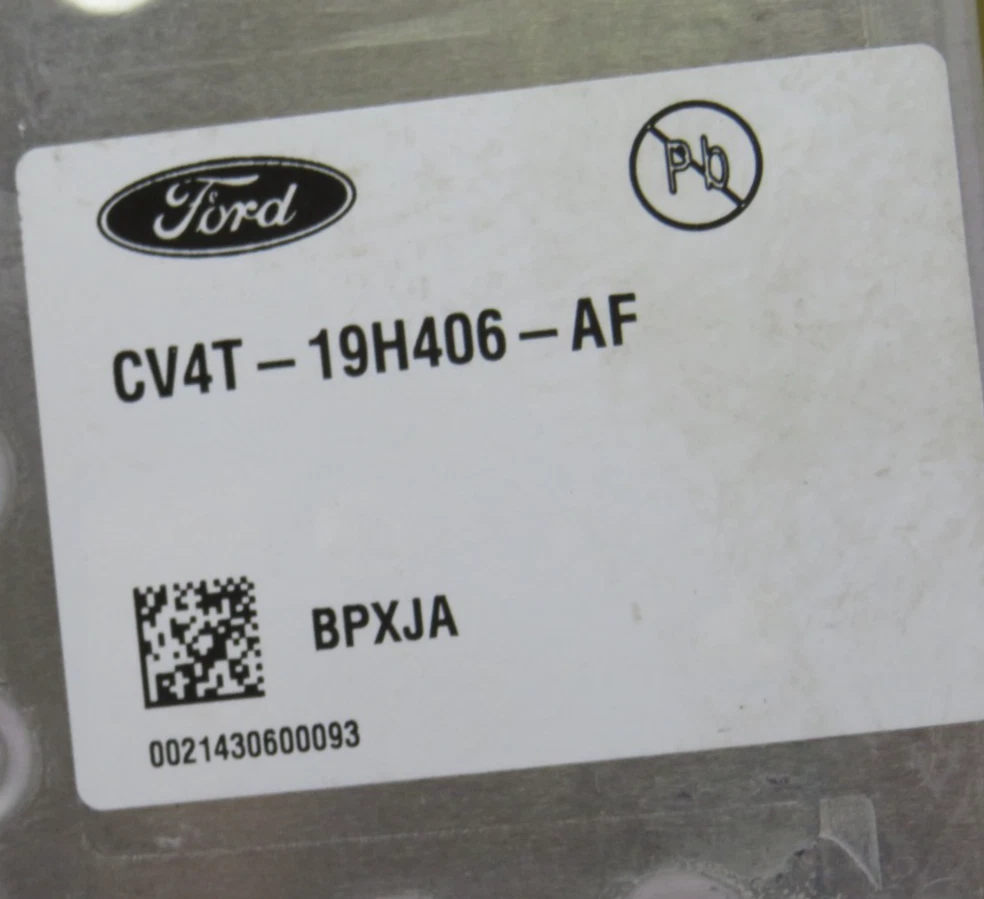 Ford
Pb
CV4T-19H406-AF
BPXJA
0021430600093